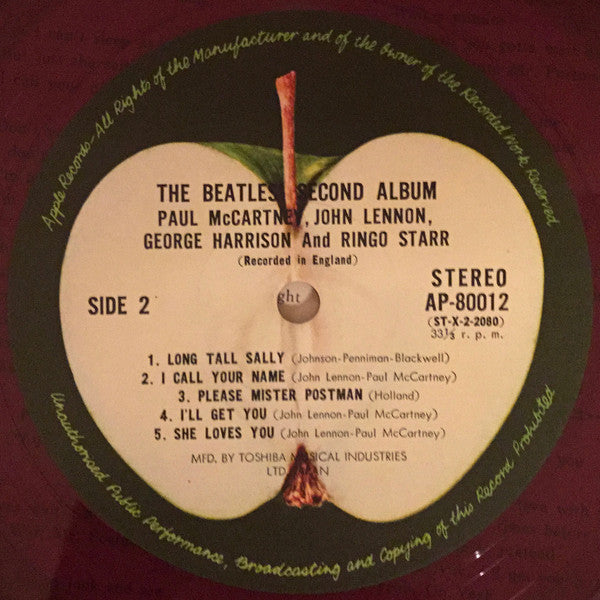 Apple Records-All Rights of the Manufacturer and of the Owner of the Recorded Work Reserved
THE BEATLES' SECOND ALBUM
PAUL McCARTNEY, JOHN LENNON,
GEORGE HARRISON And RINGO STARR
(Recorded in England)
SIDE 2
STEREO
AP-80012
(ST-X-2-2080)
33⅓ r. p. m.
ght
1. LONG TALL SALLY (Johnson-Penniman-Blackwell)
2. I CALL YOUR NAME (John Lennon-Paul McCartney)
3. PLEASE MISTER POSTMAN (Holland)
4. I'LL GET YOU (John Lennon-Paul McCartney)
5. SHE LOVES YOU (John Lennon-Paul McCartney)
MFD. BY TOSHIBA MUSICAL INDUSTRIES
LTD. JAPAN
Unauthorised Public Performance, Broadcasting and Copying of this Record Prohibited